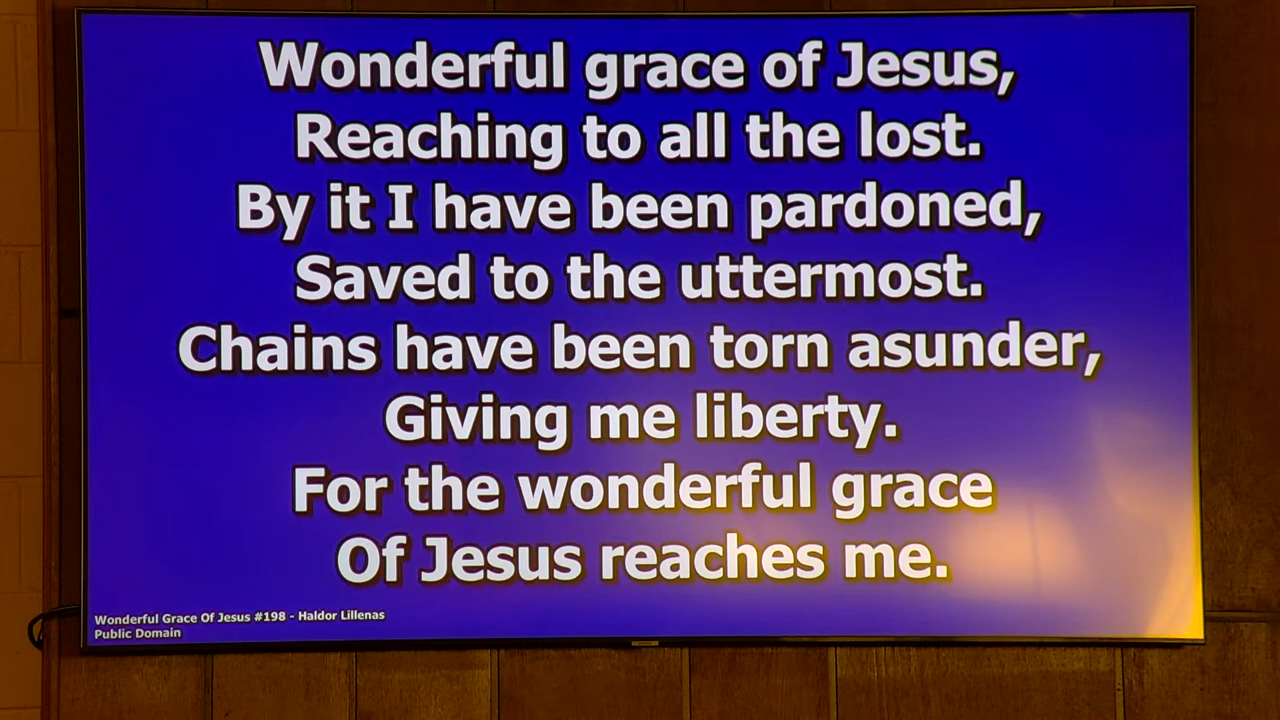 Wonderful grace of Jesus,
Reaching to all the lost.
By it I have been pardoned,
Saved to the uttermost.
Chains have been torn asunder,
Giving me liberty.
For the wonderful grace
Of Jesus reaches me.
Wonderful Grace Of Jesus #198 - Haldor Lillenas
Public Domain